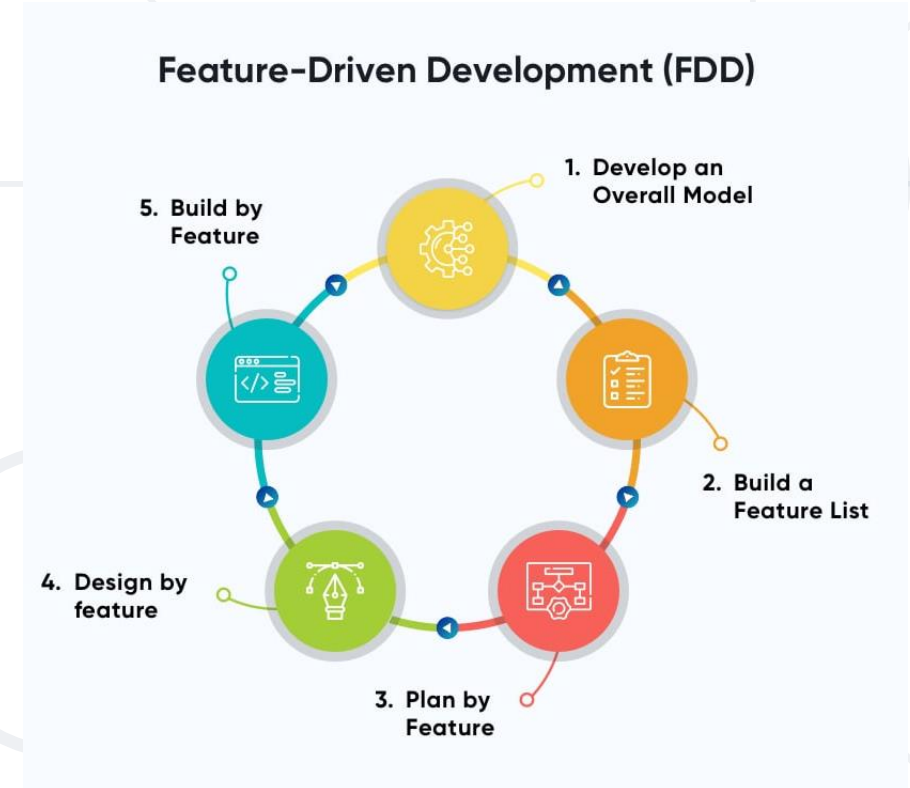 Feature-Driven Development (FDD)
1. Develop an
Overall Model
2. Build a
Feature List
3. Plan by
Feature
4. Design by
feature
5. Build by
Feature